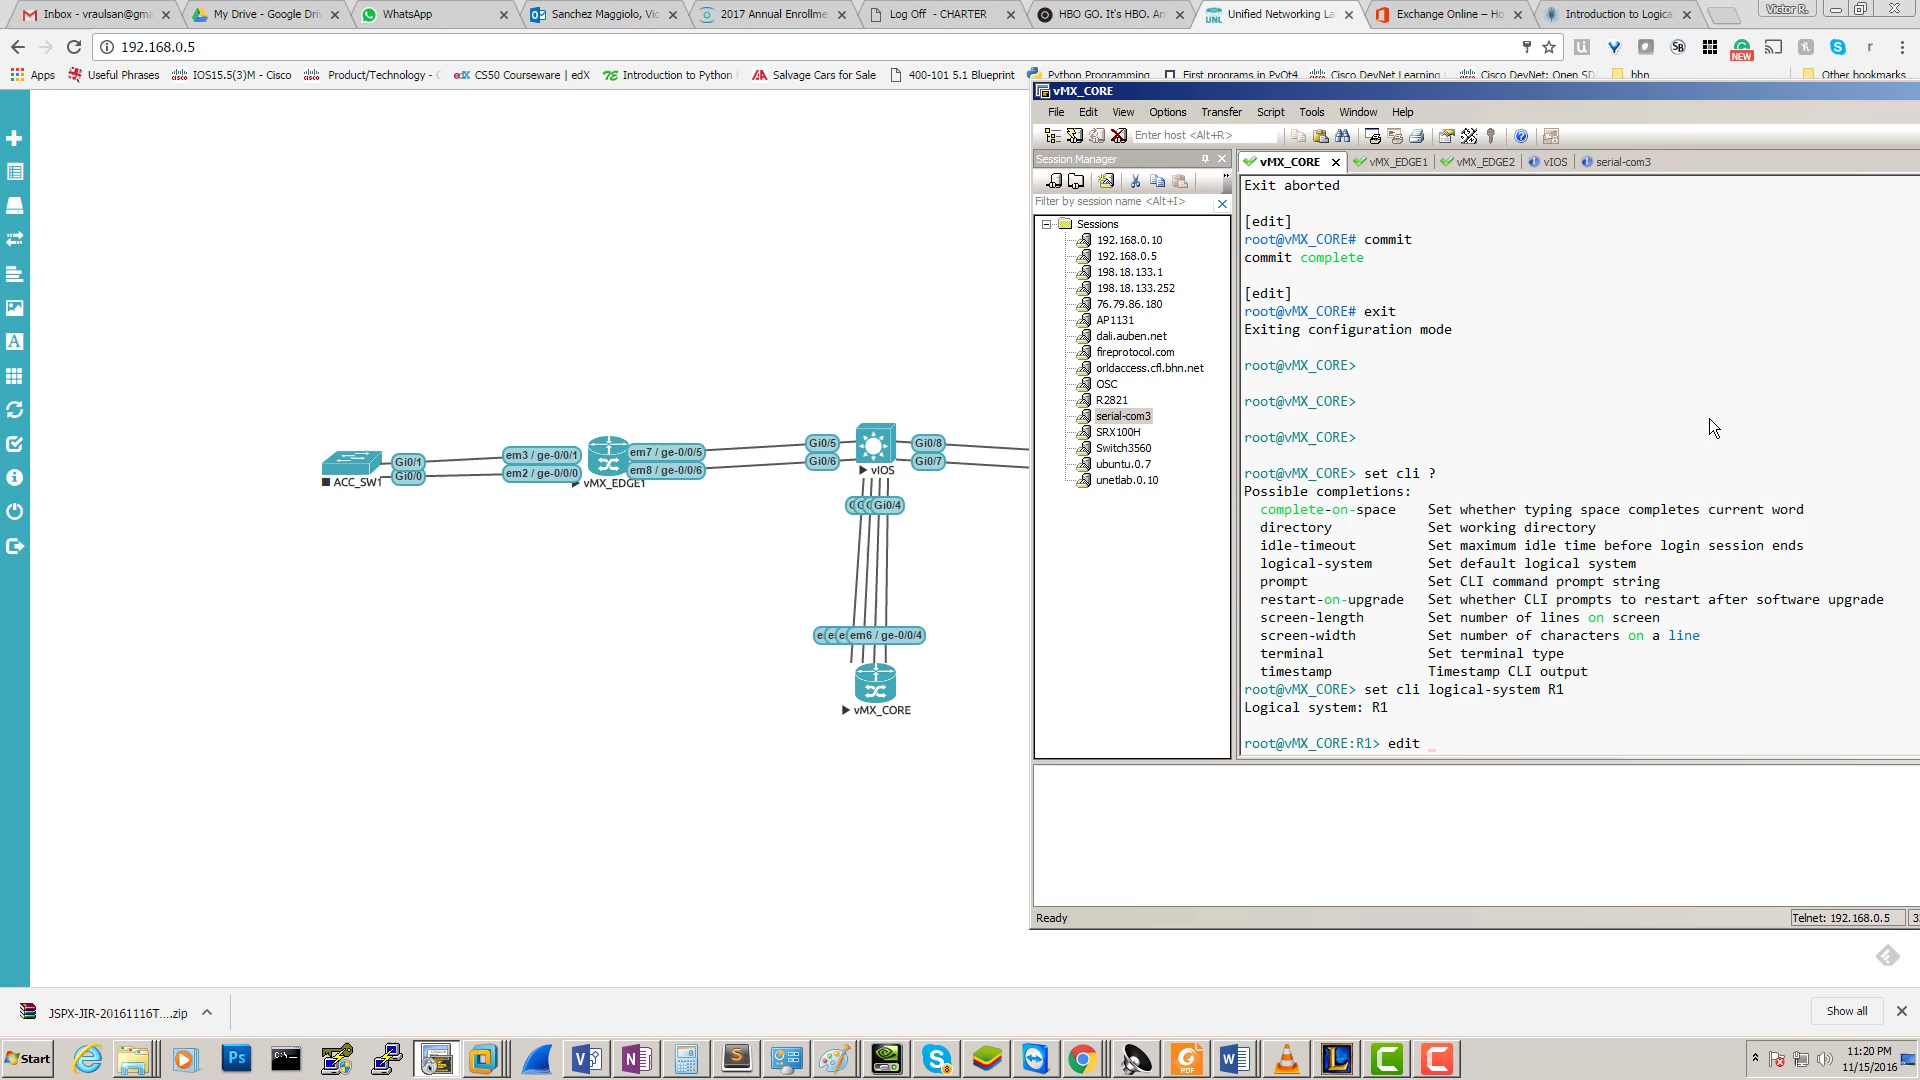 Inbox - vraulsan@gma
My Drive - Google Dri
WhatsApp
Sanchez Maggiolo, Vic
2017 Annual Enrollme
Log Off - CHARTER
HBO GO. It's HBO. An
Unified Networking La
Exchange Online – Ho
Introduction to Logica
Victor R.
192.168.0.5
Apps
Useful Phrases
IOS15.5(3)M - Cisco
Product/Technology - C
CS50 Courseware | edX
Introduction to Python
Salvage Cars for Sale
400-101 5.1 Blueprint
Python Programming
First programs in PyQt4
Cisco DevNet Learning
Cisco DevNet: Open SD
bhn
Other bookmarks
NEW
vMX_CORE
File Edit View Options Transfer Script Tools Window Help
Enter host <Alt+R>
Session Manager
vMX_CORE
vMX_EDGE1
vMX_EDGE2
vIOS
serial-com3
Filter by session name <Alt+I>
Sessions
192.168.0.10
192.168.0.5
198.18.133.1
198.18.133.252
76.79.86.180
AP1131
dali.auben.net
fireprotocol.com
orldaccess.cfl.bhn.net
OSC
R2821
serial-com3
SRX100H
Switch3560
ubuntu.0.7
unetlab.0.10
Exit aborted
[edit]
root@vMX_CORE# commit
commit complete
[edit]
root@vMX_CORE# exit
Exiting configuration mode
root@vMX_CORE>
root@vMX_CORE>
root@vMX_CORE>
root@vMX_CORE> set cli ?
Possible completions:
complete-on-space Set whether typing space completes current word
directory Set working directory
idle-timeout Set maximum idle time before login session ends
logical-system Set default logical system
prompt Set CLI command prompt string
restart-on-upgrade Set whether CLI prompts to restart after software upgrade
screen-length Set number of lines on screen
screen-width Set number of characters on a line
terminal Set terminal type
timestamp Timestamp CLI output
root@vMX_CORE> set cli logical-system R1
Logical system: R1
root@vMX_CORE:R1> edit
Ready
Telnet: 192.168.0.5
ACC_SW1
Gi0/1
Gi0/0
em3 / ge-0/0/1
em2 / ge-0/0/0
vMX_EDGE1
em7 / ge-0/0/5
em8 / ge-0/0/6
Gi0/5
Gi0/6
vIOS
Gi0/8
Gi0/7
Gi0/4
em6 / ge-0/0/4
vMX_CORE
JSPX-JIR-20161116T....zip
Show all
Start
11:20 PM
11/15/2016